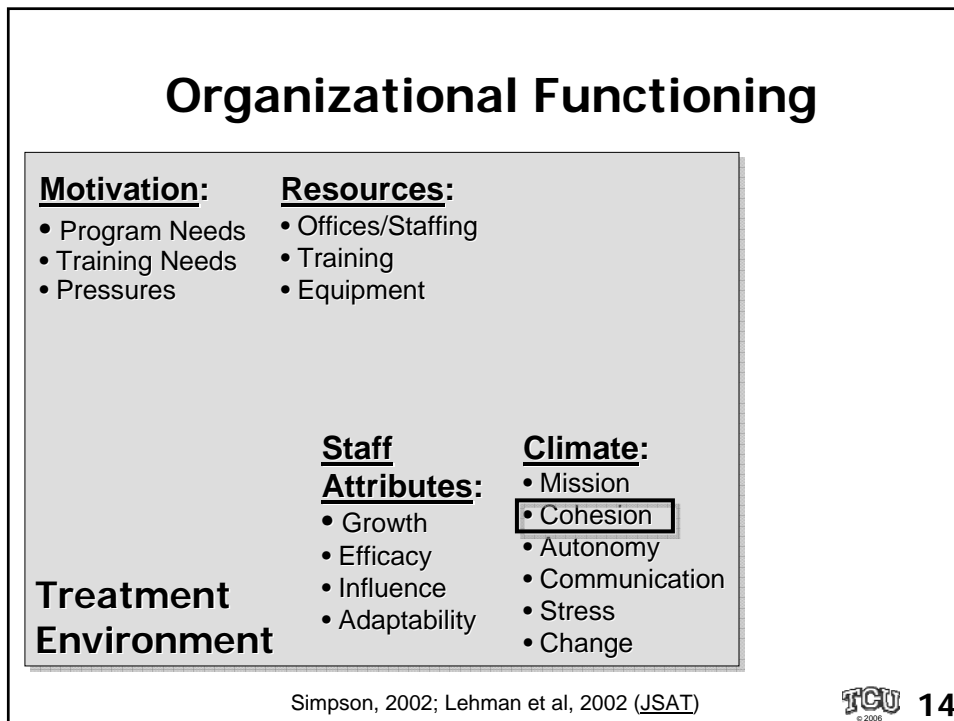 Organizational Functioning
Motivation:
• Program Needs
• Training Needs
• Pressures
Resources:
• Offices/Staffing
• Training
• Equipment
Staff
Attributes:
• Growth
• Efficacy
• Influence
• Adaptability
Climate:
• Mission
• Cohesion
• Autonomy
• Communication
• Stress
• Change
Treatment
Environment
Simpson, 2002; Lehman et al, 2002 (JSAT)
TCU
© 2006
14